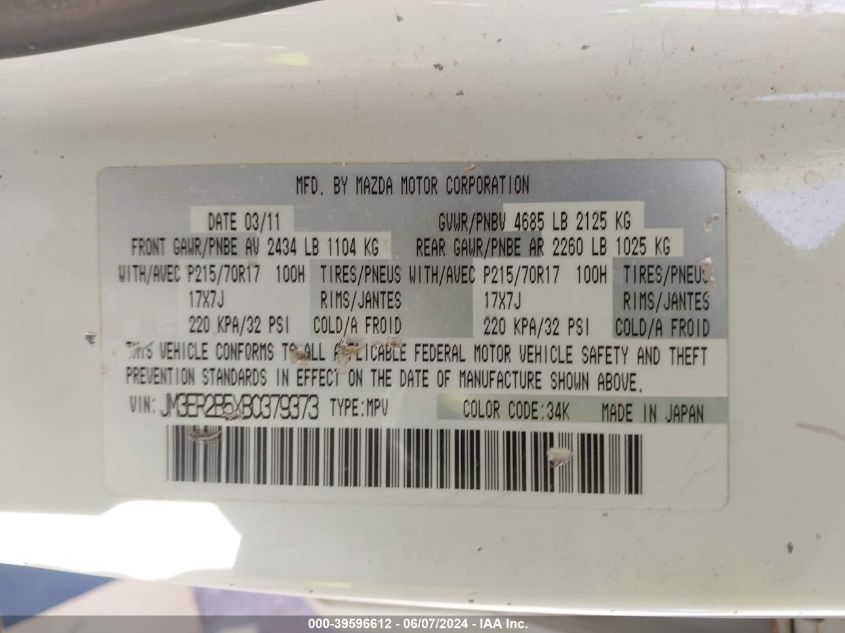 MFD. BY MAZDA MOTOR CORPORATION
DATE 03/11 GVWR/PNBV 4685 LB 2125 KG
FRONT GAWR/PNBE AV 2434 LB 1104 KG REAR GAWR/PNBE AR 2260 LB 1025 KG
WITH/AVEC P215/70R17 100H TIRES/PNEUS WITH/AVEC P215/70R17 100H TIRES/PNEUS
17X7J RIMS/JANTES 17X7J RIMS/JANTES
220 KPA/32 PSI COLD/A FROID 220 KPA/32 PSI COLD/A FROID
THIS VEHICLE CONFORMS TO ALL APPLICABLE FEDERAL MOTOR VEHICLE SAFETY AND THEFT
PREVENTION STANDARDS IN EFFECT ON THE DATE OF MANUFACTURE SHOWN ABOVE.
VIN: JM3ER2B5XB0379373 TYPE:MPV COLOR CODE:34K MADE IN JAPAN
000-39596612 - 06/07/2024 - IAA Inc.